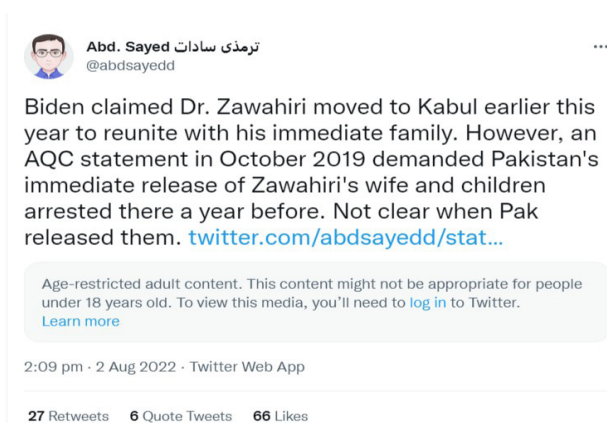 Abd. Sayed ترمذی سادات
@abdsayedd
Biden claimed Dr. Zawahiri moved to Kabul earlier this
year to reunite with his immediate family. However, an
AQC statement in October 2019 demanded Pakistan's
immediate release of Zawahiri's wife and children
arrested there a year before. Not clear when Pak
released them. twitter.com/abdsayedd/stat...
Age-restricted adult content. This content might not be appropriate for people
under 18 years old. To view this media, you'll need to log in to Twitter.
Learn more
2:09 pm · 2 Aug 2022 · Twitter Web App
27 Retweets 6 Quote Tweets 66 Likes